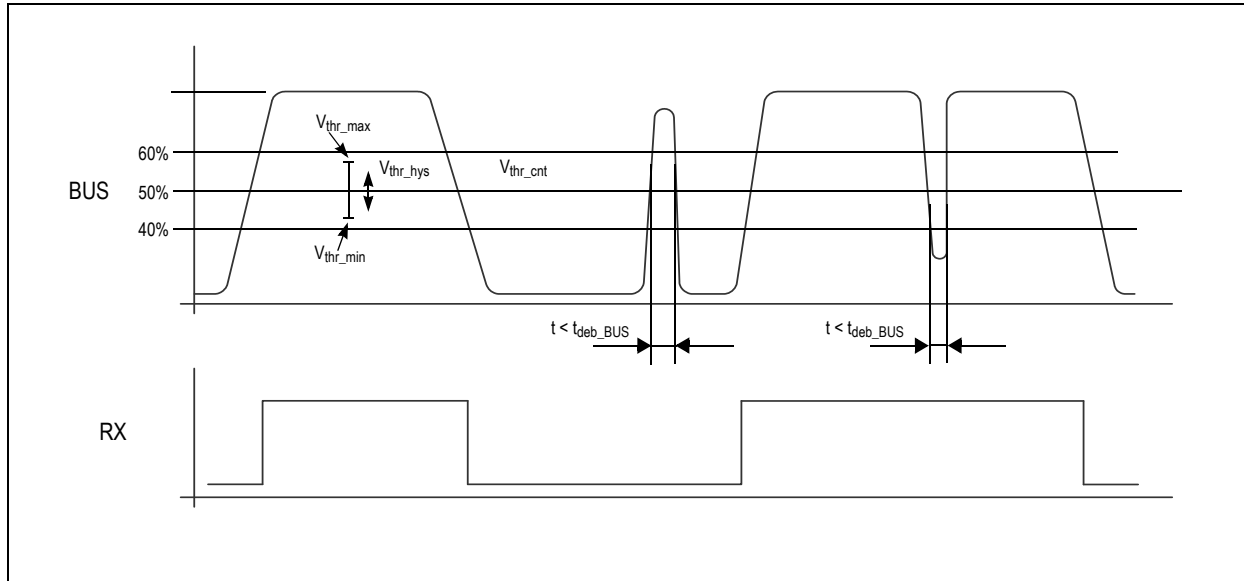 V_thr_max
60%
V_thr_hys
V_thr_cnt
BUS
50%
40%
V_thr_min
t < t_deb_BUS
t < t_deb_BUS
RX